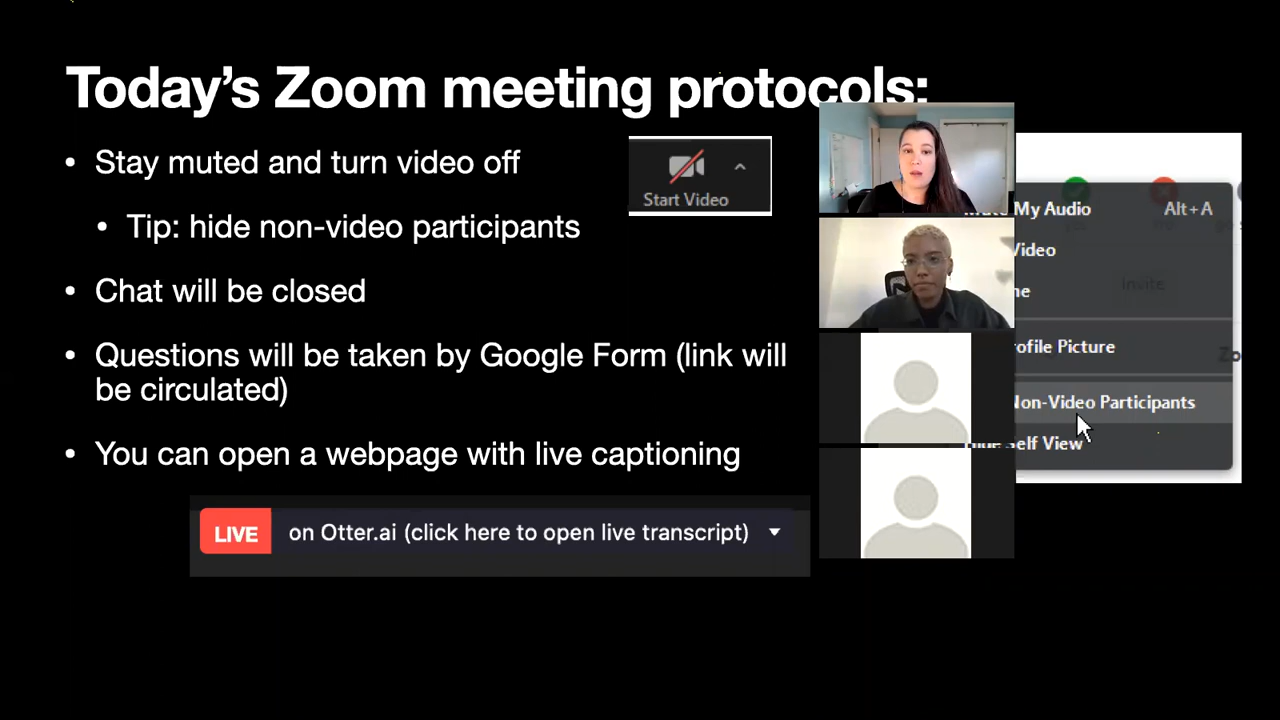 Today's Zoom meeting protocols:
• Stay muted and turn video off
Start Video
• Tip: hide non-video participants
• Chat will be closed
• Questions will be taken by Google Form (link will
be circulated)
• You can open a webpage with live captioning
LIVE on Otter.ai (click here to open live transcript)
My Audio Alt+A
Video
Invite
Profile Picture
Non-Video Participants
Hide Self View